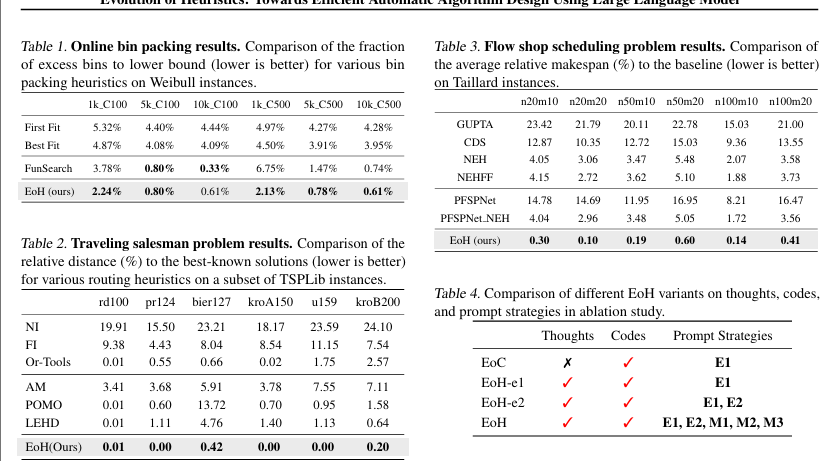 Evolution of Heuristics: Towards Efficient Automatic Algorithm Design Using Large Language Model
Table 1. Online bin packing results. Comparison of the fraction
of excess bins to lower bound (lower is better) for various bin
packing heuristics on Weibull instances.
1k_C100 5k_C100 10k_C100 1k_C500 5k_C500 10k_C500
First Fit 5.32% 4.40% 4.44% 4.97% 4.27% 4.28%
Best Fit 4.87% 4.08% 4.09% 4.50% 3.91% 3.95%
FunSearch 3.78% 0.80% 0.33% 6.75% 1.47% 0.74%
EoH (ours) 2.24% 0.80% 0.61% 2.13% 0.78% 0.61%
Table 2. Traveling salesman problem results. Comparison of the
relative distance (%) to the best-known solutions (lower is better)
for various routing heuristics on a subset of TSPLib instances.
rd100 pr124 bier127 kroA150 u159 kroB200
NI 19.91 15.50 23.21 18.17 23.59 24.10
FI 9.38 4.43 8.04 8.54 11.15 7.54
Or-Tools 0.01 0.55 0.66 0.02 1.75 2.57
AM 3.41 3.68 5.91 3.78 7.55 7.11
POMO 0.01 0.60 13.72 0.70 0.95 1.58
LEHD 0.01 1.11 4.76 1.40 1.13 0.64
EoH(Ours) 0.01 0.00 0.42 0.00 0.00 0.20
Table 3. Flow shop scheduling problem results. Comparison of
the average relative makespan (%) to the baseline (lower is better)
on Taillard instances.
n20m10 n20m20 n50m10 n50m20 n100m10 n100m20
GUPTA 23.42 21.79 20.11 22.78 15.03 21.00
CDS 12.87 10.35 12.72 15.03 9.36 13.55
NEH 4.05 3.06 3.47 5.48 2.07 3.58
NEHFF 4.15 2.72 3.62 5.10 1.88 3.73
PFSPNet 14.78 14.69 11.95 16.95 8.21 16.47
PFSPNet_NEH 4.04 2.96 3.48 5.05 1.72 3.56
EoH (ours) 0.30 0.10 0.19 0.60 0.14 0.41
Table 4. Comparison of different EoH variants on thoughts, codes,
and prompt strategies in ablation study.
Thoughts Codes Prompt Strategies
EoC ✗ ✓ E1
EoH-e1 ✓ ✓ E1
EoH-e2 ✓ ✓ E1, E2
EoH ✓ ✓ E1, E2, M1, M2, M3